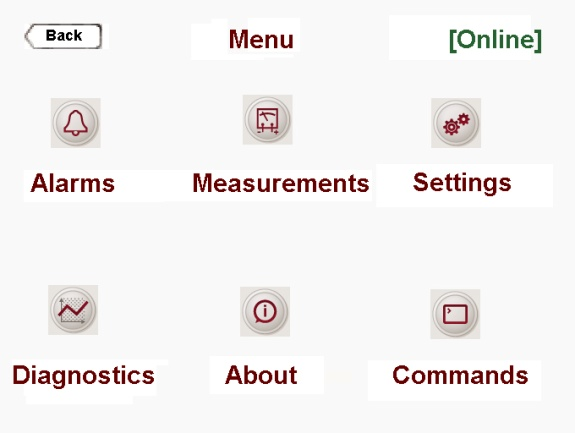 Back Menu [Online]
Alarms Measurements Settings
Diagnostics About Commands